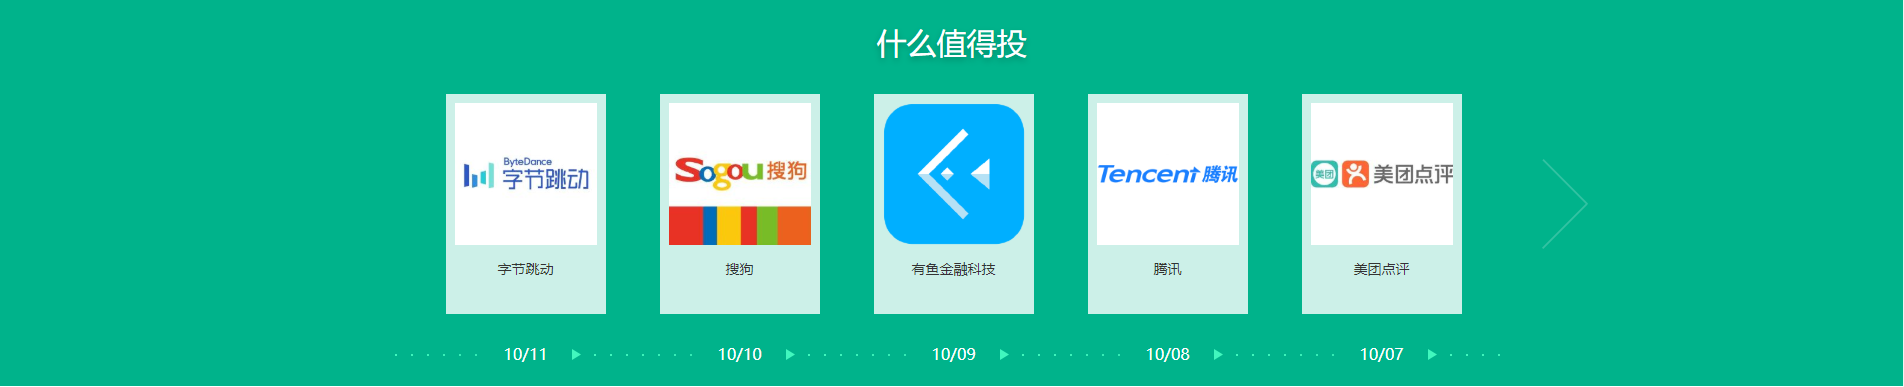 什么值得投
ByteDance
字节跳动
Sogou 搜狗
Tencent 腾讯
美团 美团点评
字节跳动
搜狗
有鱼金融科技
腾讯
美团点评
10/11
10/10
10/09
10/08
10/07